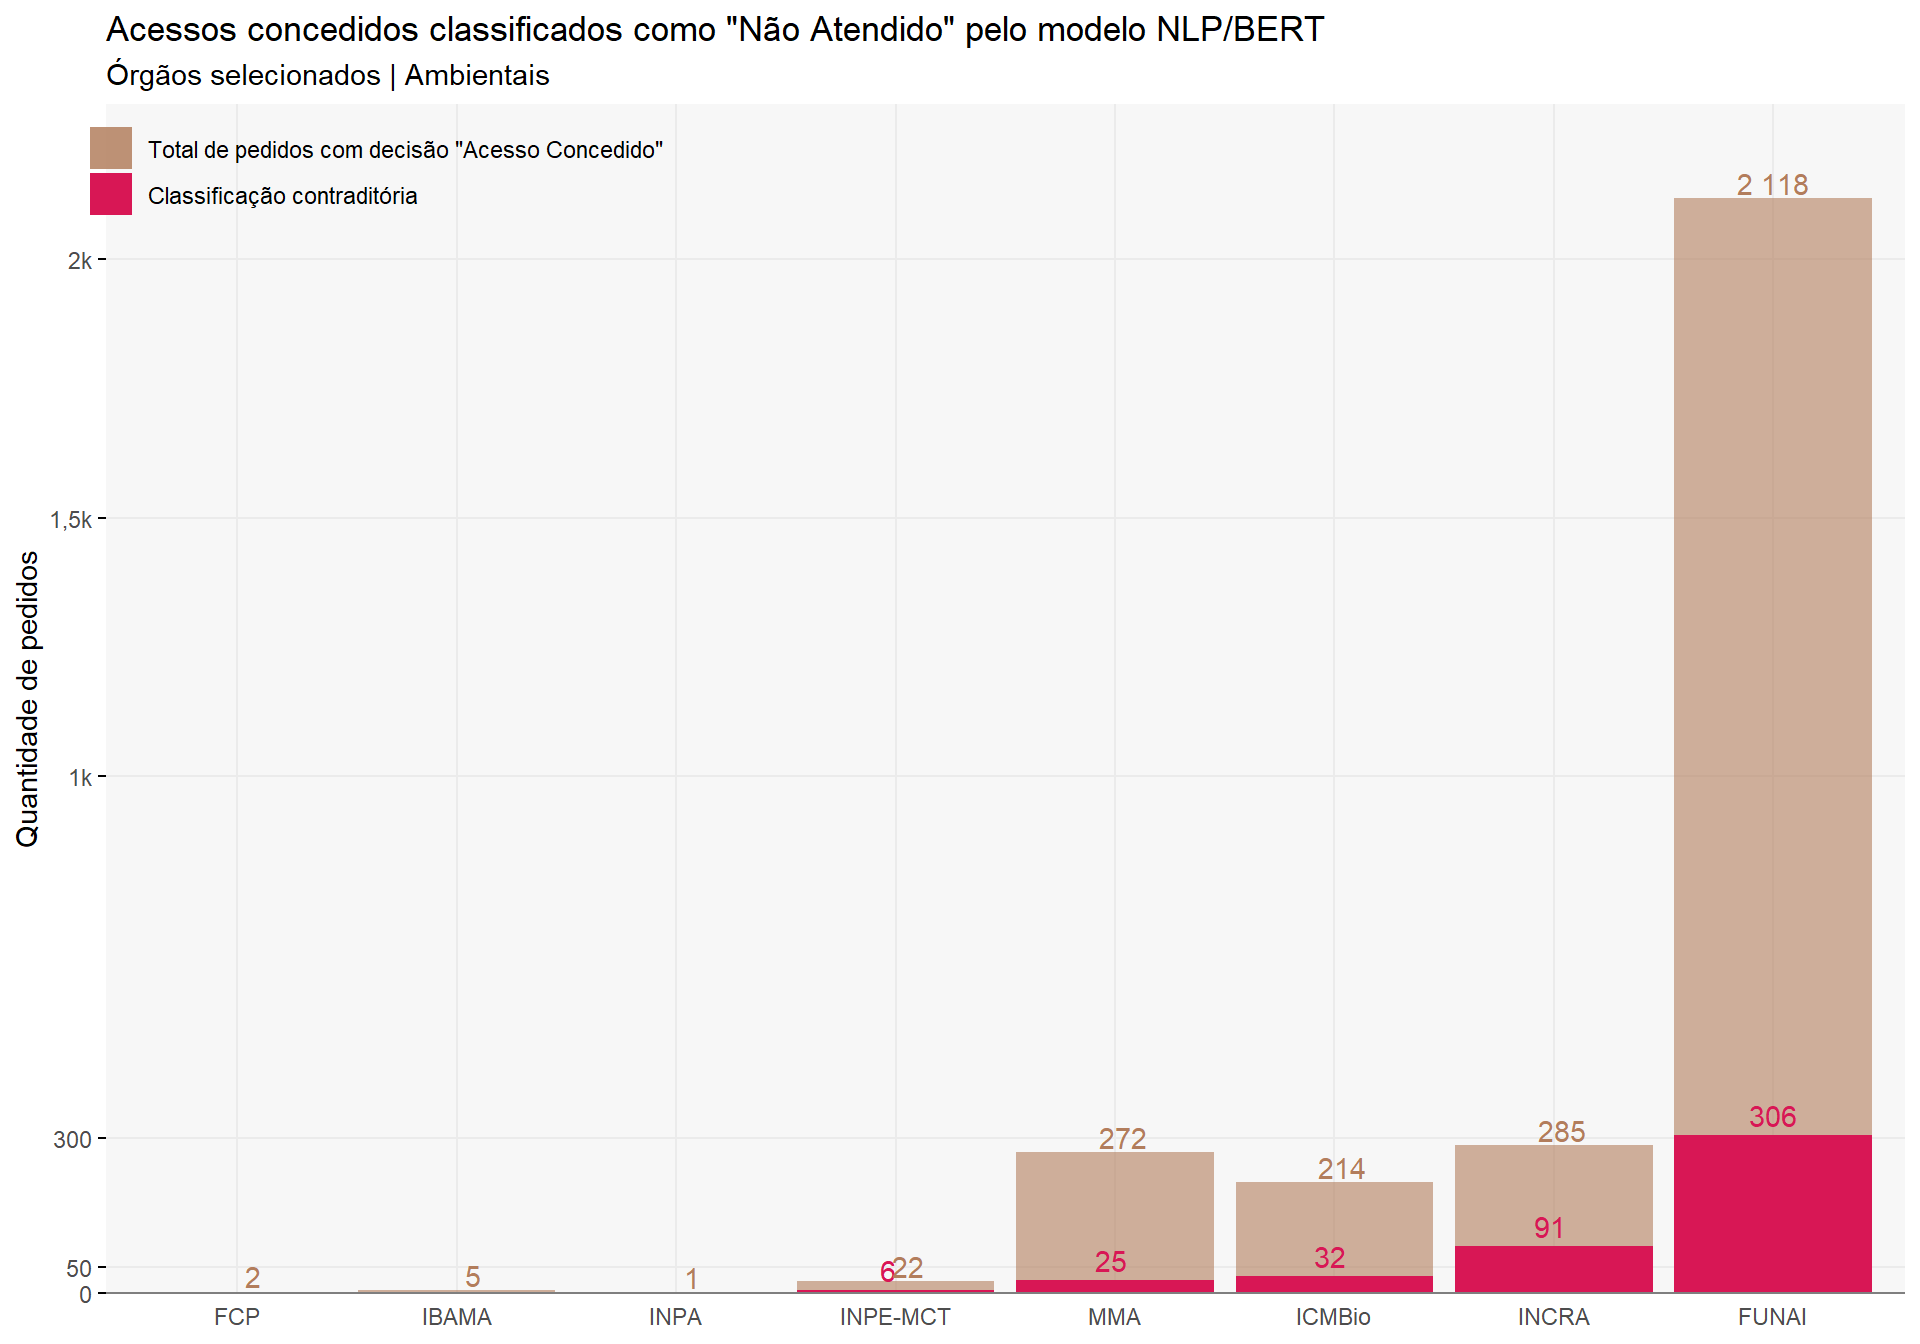 Acessos concedidos classificados como "Não Atendido" pelo modelo NLP/BERT
Órgãos selecionados | Ambientais
Total de pedidos com decisão "Acesso Concedido"
Classificação contraditória
Quantidade de pedidos
2k
1,5k
1k
300
50
0
2
5
1
6
22
272
25
214
32
285
91
2 118
306
FCP
IBAMA
INPA
INPE-MCT
MMA
ICMBio
INCRA
FUNAI